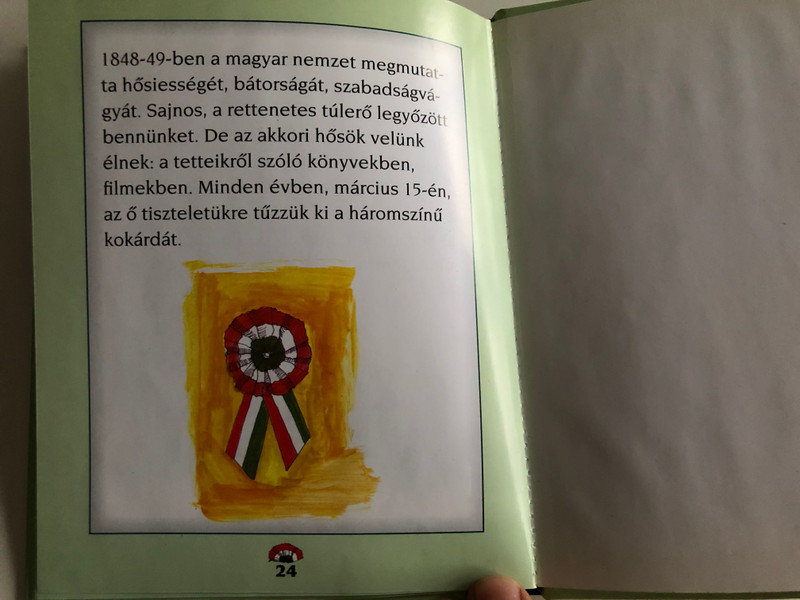 1848-49-ben a magyar nemzet megmutat-
ta hősiességét, bátorságát, szabadságvá-
gyát. Sajnos, a rettenetes túlerő legyőzött
bennünket. De az akkori hősök velünk
élnek: a tetteikről szóló könyvekben,
filmekben. Minden évben, március 15-én,
az ő tiszteletükre tűzzük ki a háromszínű
kokárdát.
24